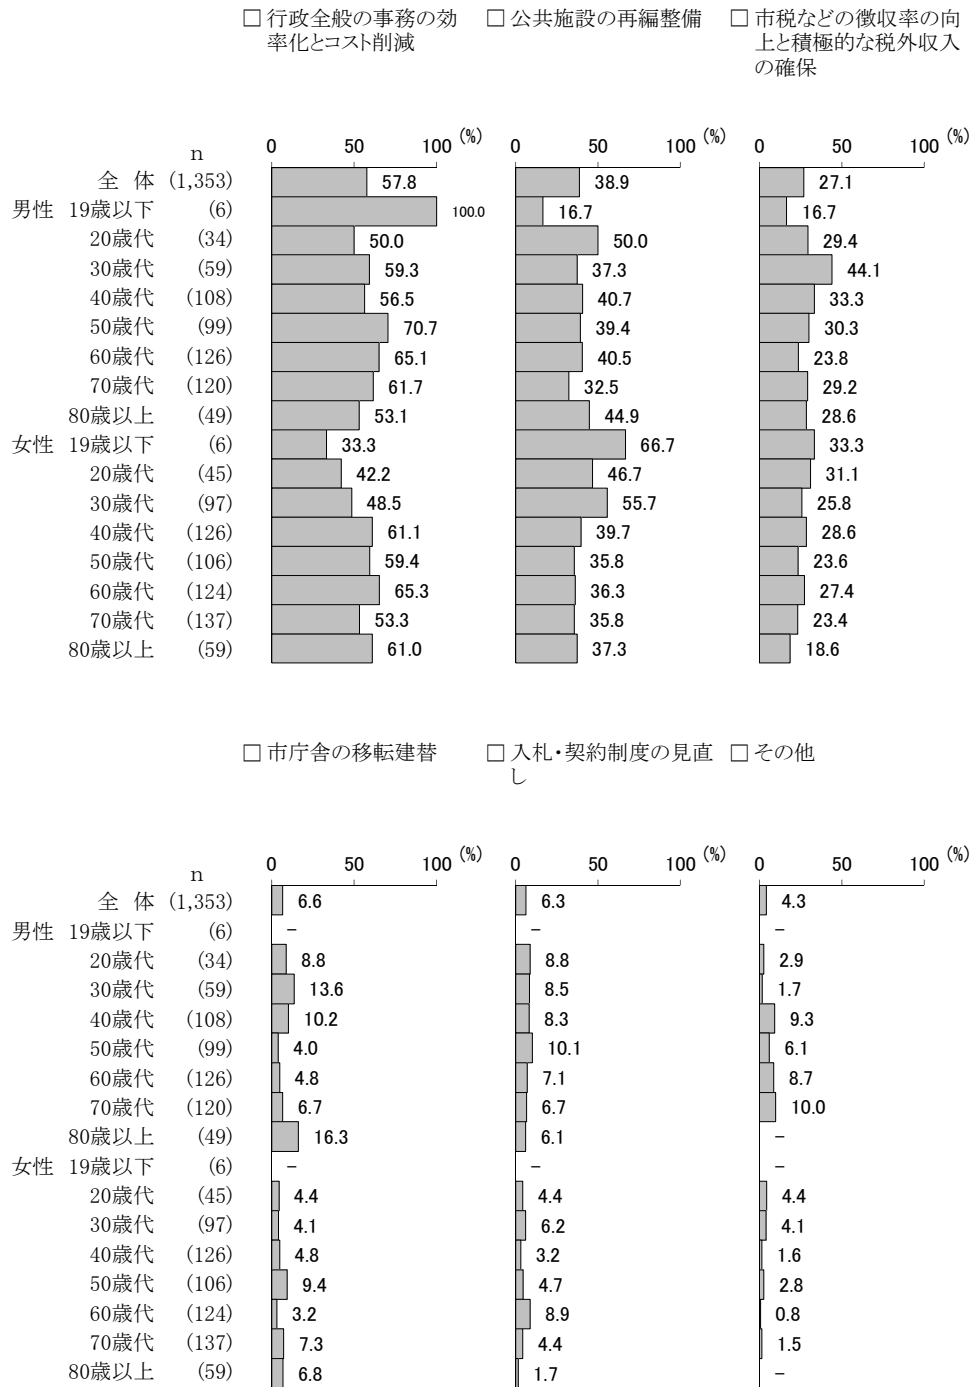 □ 行政全般の事務の効 □ 公共施設の再編整備 □ 市税などの徴収率の向
率化とコスト削減 上と積極的な税外収入
の確保
0 50 100 (%) 0 50 100 (%) 0 50 100 (%)
n
全 体 (1,353) 57.8 38.9 27.1
男性 19歳以下 (6) 100.0 16.7 16.7
20歳代 (34) 50.0 50.0 29.4
30歳代 (59) 59.3 37.3 44.1
40歳代 (108) 56.5 40.7 33.3
50歳代 (99) 70.7 39.4 30.3
60歳代 (126) 65.1 40.5 23.8
70歳代 (120) 61.7 32.5 29.2
80歳以上 (49) 53.1 44.9 28.6
女性 19歳以下 (6) 33.3 66.7 33.3
20歳代 (45) 42.2 46.7 31.1
30歳代 (97) 48.5 55.7 25.8
40歳代 (126) 61.1 39.7 28.6
50歳代 (106) 59.4 35.8 23.6
60歳代 (124) 65.3 36.3 27.4
70歳代 (137) 53.3 35.8 23.4
80歳以上 (59) 61.0 37.3 18.6
□ 市庁舎の移転建替 □ 入札・契約制度の見直 □ その他
し
0 50 100 (%) 0 50 100 (%) 0 50 100 (%)
n
全 体 (1,353) 6.6 6.3 4.3
男性 19歳以下 (6) − − −
20歳代 (34) 8.8 8.8 2.9
30歳代 (59) 13.6 8.5 1.7
40歳代 (108) 10.2 8.3 9.3
50歳代 (99) 4.0 10.1 6.1
60歳代 (126) 4.8 7.1 8.7
70歳代 (120) 6.7 6.7 10.0
80歳以上 (49) 16.3 6.1 −
女性 19歳以下 (6) − − −
20歳代 (45) 4.4 4.4 4.4
30歳代 (97) 4.1 6.2 4.1
40歳代 (126) 4.8 3.2 1.6
50歳代 (106) 9.4 4.7 2.8
60歳代 (124) 3.2 8.9 0.8
70歳代 (137) 7.3 4.4 1.5
80歳以上 (59) 6.8 1.7 −